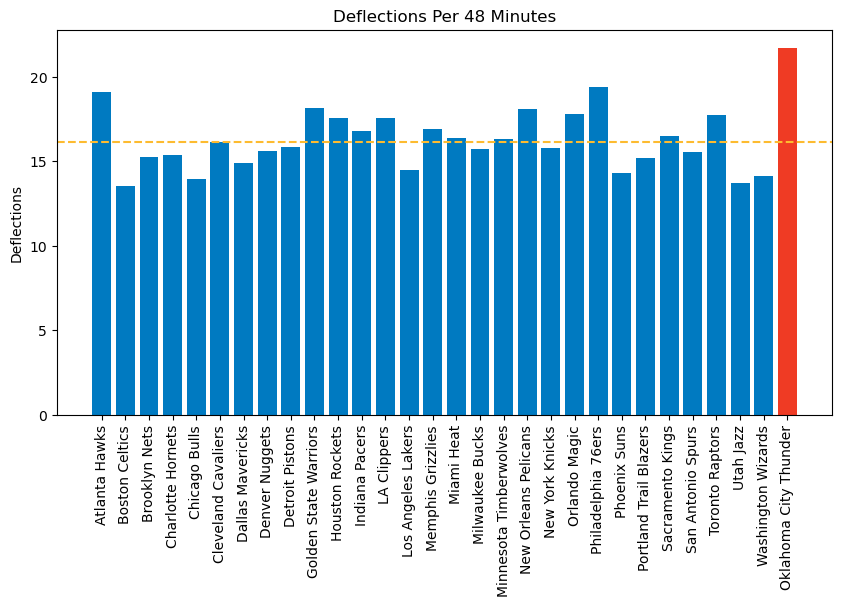 Deflections Per 48 Minutes
Deflections
20
15
10
5
0
Atlanta Hawks
Boston Celtics
Brooklyn Nets
Charlotte Hornets
Chicago Bulls
Cleveland Cavaliers
Dallas Mavericks
Denver Nuggets
Detroit Pistons
Golden State Warriors
Houston Rockets
Indiana Pacers
LA Clippers
Los Angeles Lakers
Memphis Grizzlies
Miami Heat
Milwaukee Bucks
Minnesota Timberwolves
New Orleans Pelicans
New York Knicks
Orlando Magic
Philadelphia 76ers
Phoenix Suns
Portland Trail Blazers
Sacramento Kings
San Antonio Spurs
Toronto Raptors
Utah Jazz
Washington Wizards
Oklahoma City Thunder